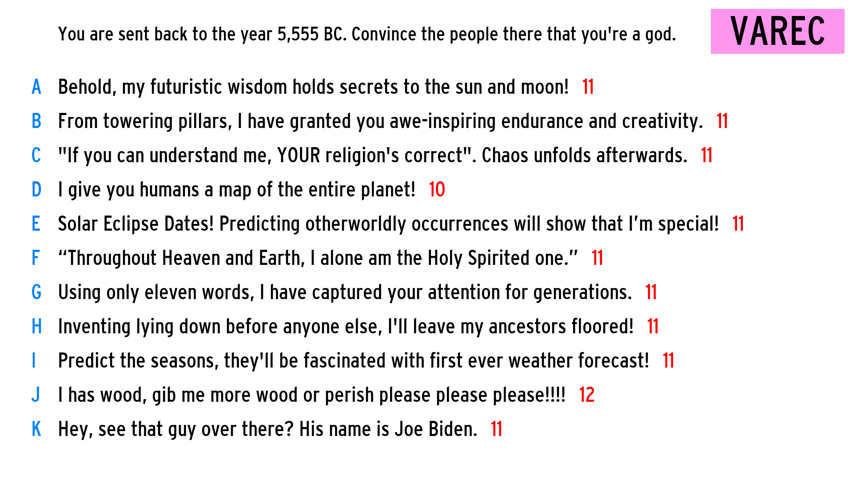 You are sent back to the year 5,555 BC. Convince the people there that you're a god.
VAREC
A Behold, my futuristic wisdom holds secrets to the sun and moon! 11
B From towering pillars, I have granted you awe-inspiring endurance and creativity. 11
C "If you can understand me, YOUR religion's correct". Chaos unfolds afterwards. 11
D I give you humans a map of the entire planet! 10
E Solar Eclipse Dates! Predicting otherworldly occurrences will show that I’m special! 11
F “Throughout Heaven and Earth, I alone am the Holy Spirited one.” 11
G Using only eleven words, I have captured your attention for generations. 11
H Inventing lying down before anyone else, I'll leave my ancestors floored! 11
I Predict the seasons, they'll be fascinated with first ever weather forecast! 11
J I has wood, gib me more wood or perish please please please!!!! 12
K Hey, see that guy over there? His name is Joe Biden. 11